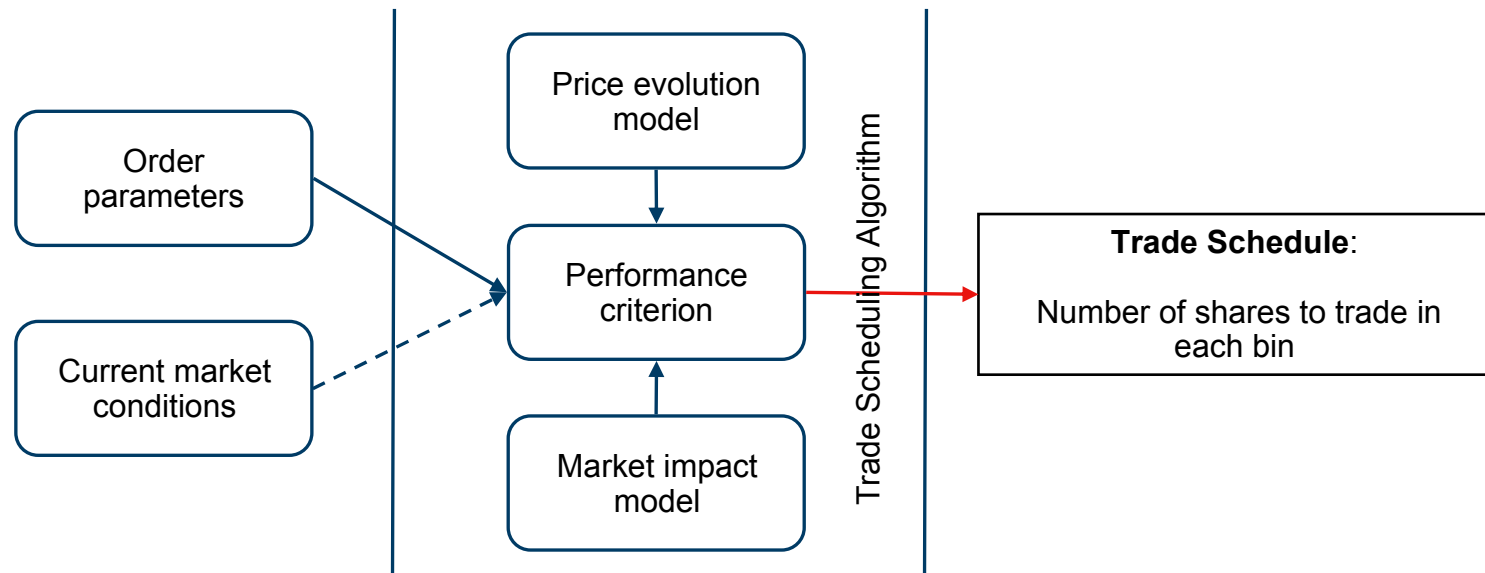 Order
parameters
Current market
conditions
Price evolution
model
Performance
criterion
Market impact
model
Trade Scheduling Algorithm
Trade Schedule:
Number of shares to trade in
each bin